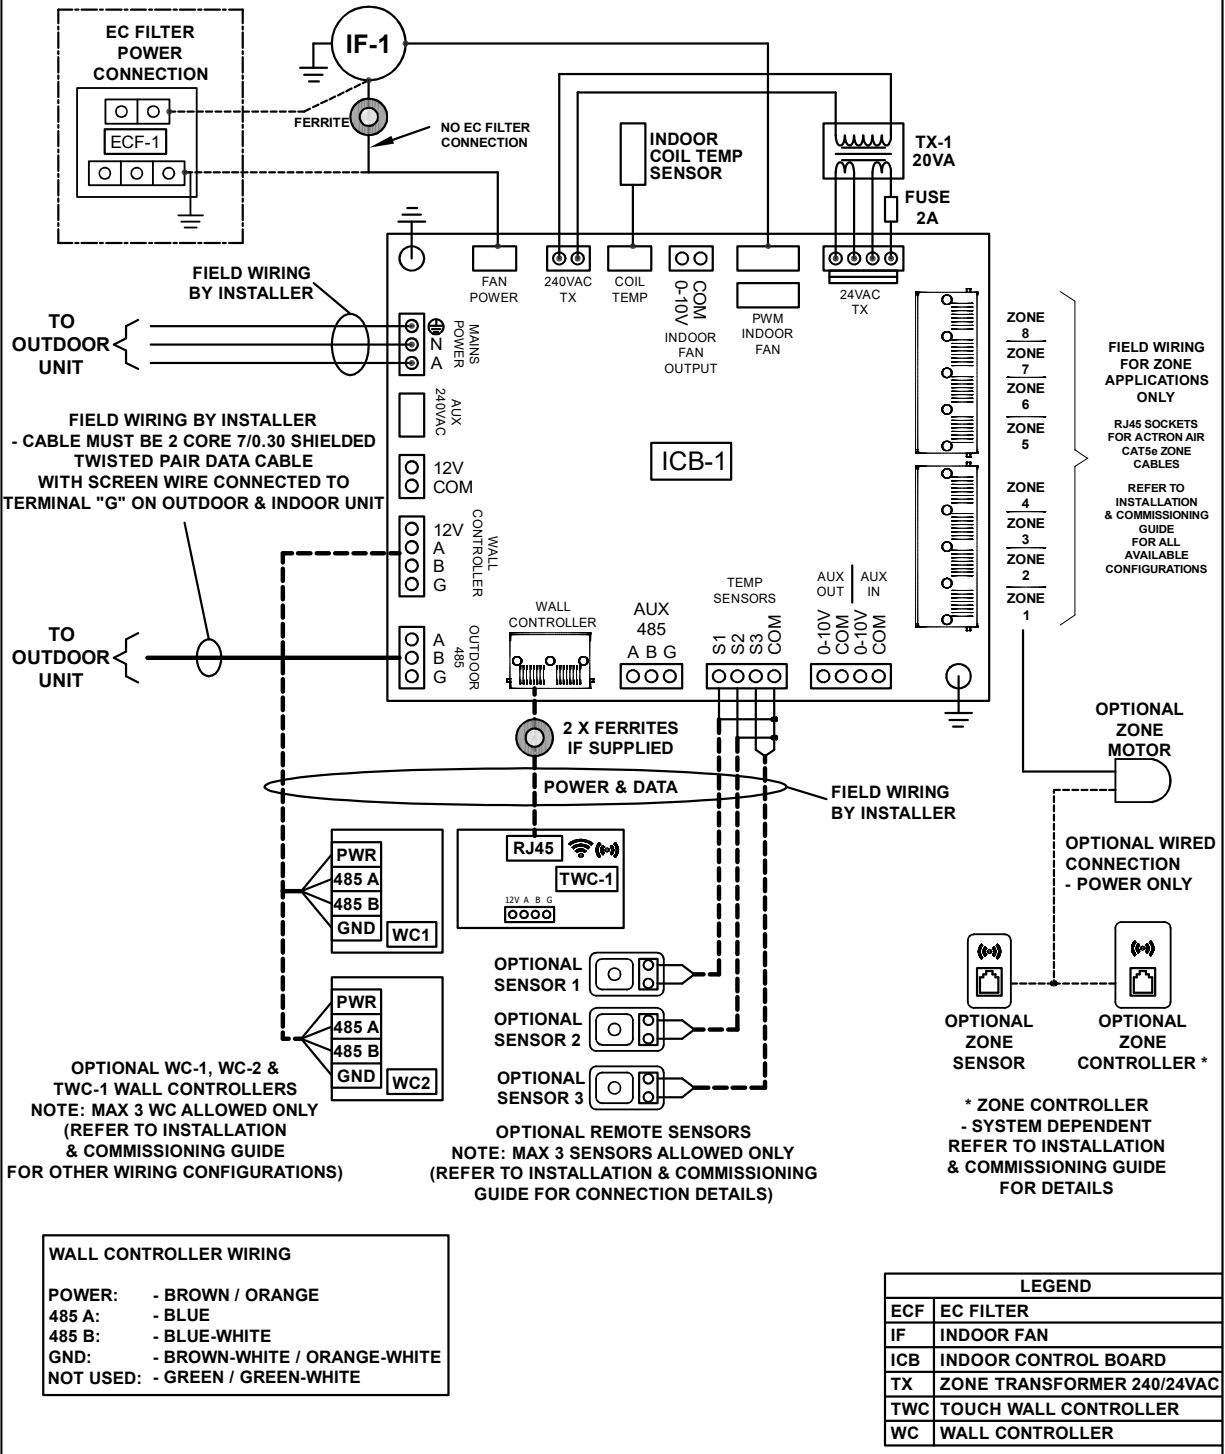 EC FILTER
POWER
CONNECTION
ECF-1
IF-1
FERRITE
NO EC FILTER
CONNECTION
INDOOR
COIL TEMP
SENSOR
TX-1
20VA
FUSE
2A
FIELD WIRING
BY INSTALLER
TO
OUTDOOR
UNIT
FAN
POWER
240VAC
TX
COIL
TEMP
0-10V
COM
INDOOR
FAN
OUTPUT
PWM
INDOOR
FAN
24VAC
TX
N
A
MAINS
POWER
AUX
240VAC
12V
COM
12V
A
B
G
WALL
CONTROLLER
A
B
G
OUTDOOR
485
ICB-1
ZONE
8
ZONE
7
ZONE
6
ZONE
5
ZONE
4
ZONE
3
ZONE
2
ZONE
1
FIELD WIRING
FOR ZONE
APPLICATIONS
ONLY
RJ45 SOCKETS
FOR ACTRON AIR
CAT5e ZONE
CABLES
REFER TO
INSTALLATION
& COMMISSIONING
GUIDE
FOR ALL
AVAILABLE
CONFIGURATIONS
FIELD WIRING BY INSTALLER
- CABLE MUST BE 2 CORE 7/0.30 SHIELDED
TWISTED PAIR DATA CABLE
WITH SCREEN WIRE CONNECTED TO
TERMINAL "G" ON OUTDOOR & INDOOR UNIT
TO
OUTDOOR
UNIT
WALL
CONTROLLER
AUX
485
A B G
TEMP
SENSORS
S1
S2
S3
COM
AUX
OUT
AUX
IN
0-10V
COM
0-10V
COM
2 X FERRITES
IF SUPPLIED
POWER & DATA
FIELD WIRING
BY INSTALLER
OPTIONAL
ZONE
MOTOR
OPTIONAL WIRED
CONNECTION
- POWER ONLY
PWR
485 A
485 B
GND
WC1
RJ45
TWC-1
12V A B G
PWR
485 A
485 B
GND
WC2
OPTIONAL
SENSOR 1
OPTIONAL
SENSOR 2
OPTIONAL
SENSOR 3
OPTIONAL
ZONE
SENSOR
OPTIONAL
ZONE
CONTROLLER *
OPTIONAL WC-1, WC-2 &
TWC-1 WALL CONTROLLERS
NOTE: MAX 3 WC ALLOWED ONLY
(REFER TO INSTALLATION
& COMMISSIONING GUIDE
FOR OTHER WIRING CONFIGURATIONS)
OPTIONAL REMOTE SENSORS
NOTE: MAX 3 SENSORS ALLOWED ONLY
(REFER TO INSTALLATION & COMMISSIONING
GUIDE FOR CONNECTION DETAILS)
* ZONE CONTROLLER
- SYSTEM DEPENDENT
REFER TO INSTALLATION
& COMMISSIONING GUIDE
FOR DETAILS
WALL CONTROLLER WIRING
POWER: - BROWN / ORANGE
485 A: - BLUE
485 B: - BLUE-WHITE
GND: - BROWN-WHITE / ORANGE-WHITE
NOT USED: - GREEN / GREEN-WHITE
LEGEND
ECF EC FILTER
IF INDOOR FAN
ICB INDOOR CONTROL BOARD
TX ZONE TRANSFORMER 240/24VAC
TWC TOUCH WALL CONTROLLER
WC WALL CONTROLLER